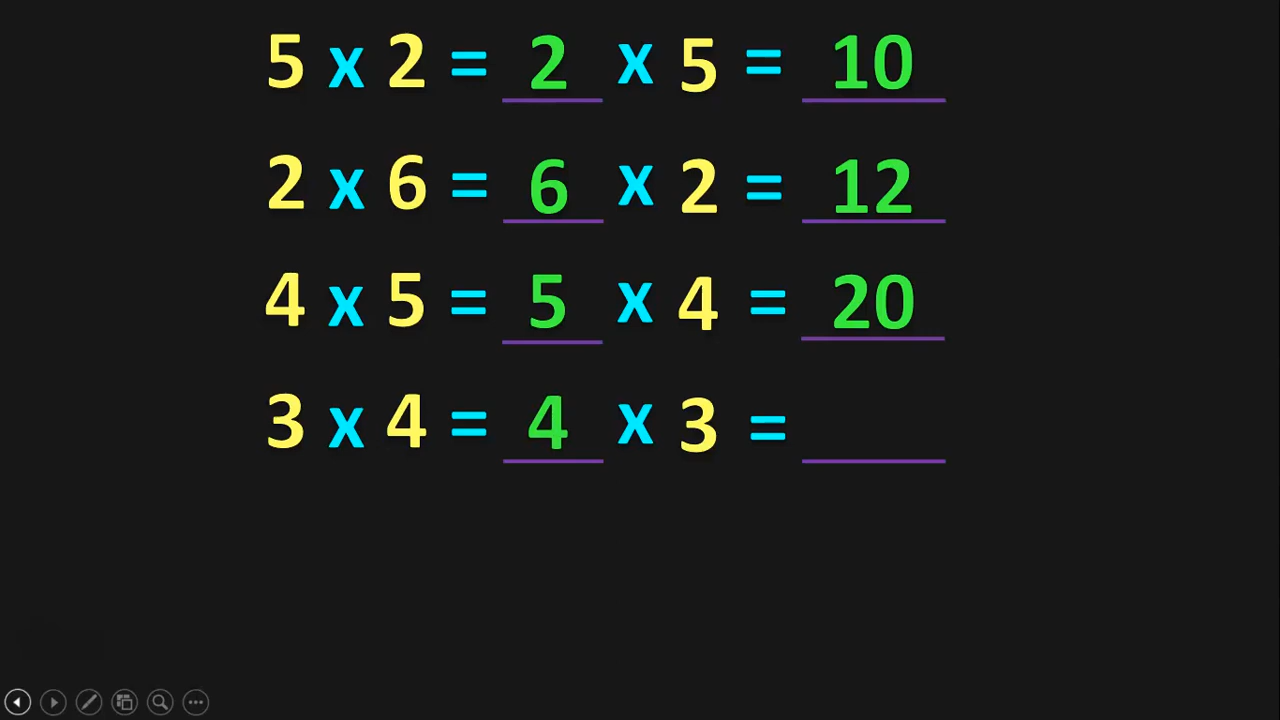 5 x 2 = 2 x 5 = 10
2 x 6 = 6 x 2 = 12
4 x 5 = 5 x 4 = 20
3 x 4 = 4 x 3 = ____